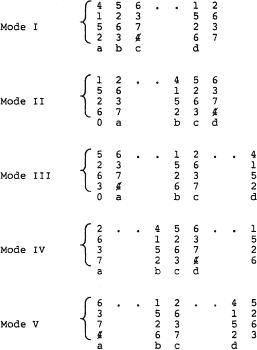 4 5 6 . . 1 2
1 2 3 5 6
Mode I 5 6 7 2 3
2 3 4̸ 6 7
a b c d
1 2 . . 4 5 6
5 6 1 2 3
Mode II 2 3 5 6 7
6 7 2 3 4̸
0 a b c d
5 6 . . 1 2 . . 4
2 3 5 6 1
Mode III 6 7 2 3 5
3 4̸ 6 7 2
0 a b c d
2 . . 4 5 6 . . 1
6 1 2 3 5
Mode IV 3 5 6 7 2
7 2 3 4̸ 6
a b c d
6 . . 1 2 . . 4 5
3 5 6 1 2
Mode V 7 2 3 5 6
4̸ 6 7 2 3
a b c d